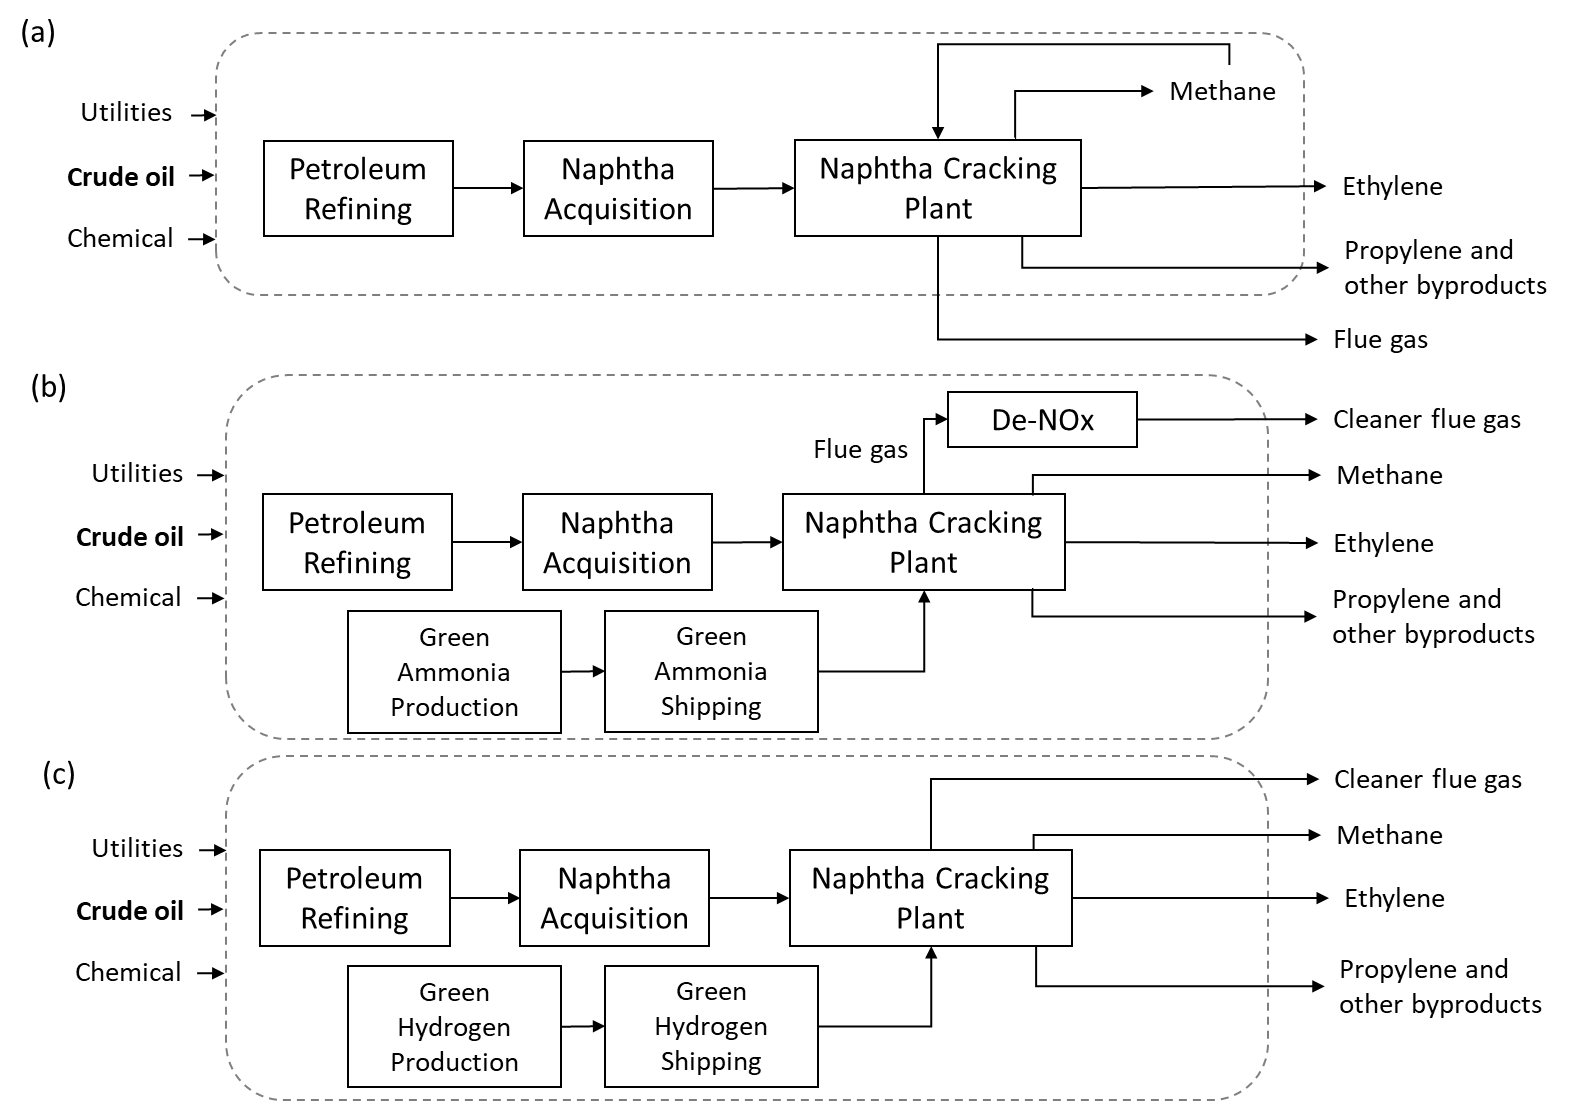 (a)
Utilities
Crude oil
Chemical
Petroleum
Refining
Naphtha
Acquisition
Naphtha Cracking
Plant
Methane
Ethylene
Propylene and
other byproducts
Flue gas
(b)
Utilities
Crude oil
Chemical
Petroleum
Refining
Naphtha
Acquisition
Naphtha Cracking
Plant
Flue gas
De-NOx
Green
Ammonia
Production
Green
Ammonia
Shipping
Cleaner flue gas
Methane
Ethylene
Propylene and
other byproducts
(c)
Utilities
Crude oil
Chemical
Petroleum
Refining
Naphtha
Acquisition
Naphtha Cracking
Plant
Green
Hydrogen
Production
Green
Hydrogen
Shipping
Cleaner flue gas
Methane
Ethylene
Propylene and
other byproducts